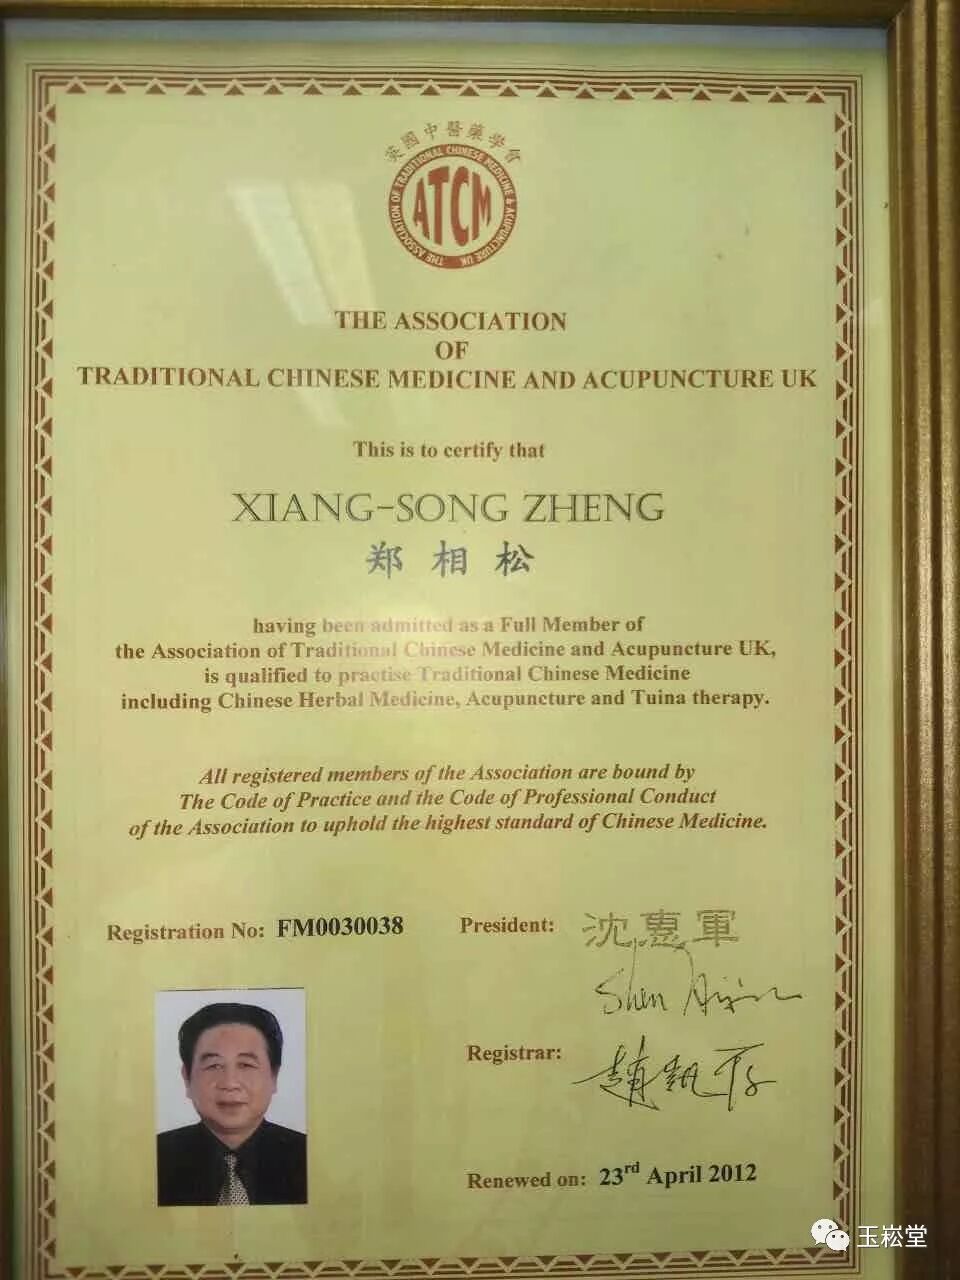 英國中醫藥學會
THE ASSOCIATION OF TRADITIONAL CHINESE MEDICINE & ACUPUNCTURE UK
ATCM
THE ASSOCIATION
OF
TRADITIONAL CHINESE MEDICINE AND ACUPUNCTURE UK
This is to certify that
XIANG-SONG ZHENG
郑相松
having been admitted as a Full Member of
the Association of Traditional Chinese Medicine and Acupuncture UK,
is qualified to practise Traditional Chinese Medicine
including Chinese Herbal Medicine, Acupuncture and Tuina therapy.
All registered members of the Association are bound by
The Code of Practice and the Code of Professional Conduct
of the Association to uphold the highest standard of Chinese Medicine.
Registration No: FM0030038
President: 沈惠軍
Shen
Registrar:
Renewed on: 23rd April 2012
玉崧堂